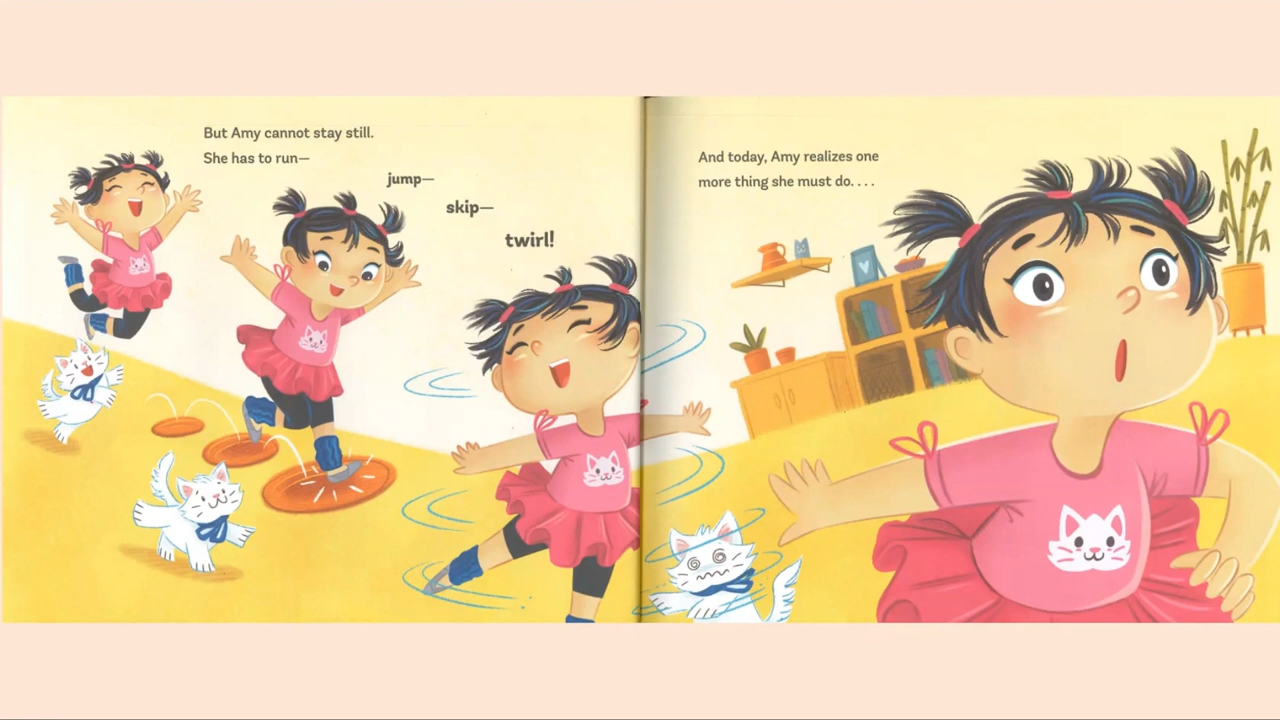 But Amy cannot stay still.
She has to run—
jump—
skip—
twirl!
And today, Amy realizes one
more thing she must do. . . .